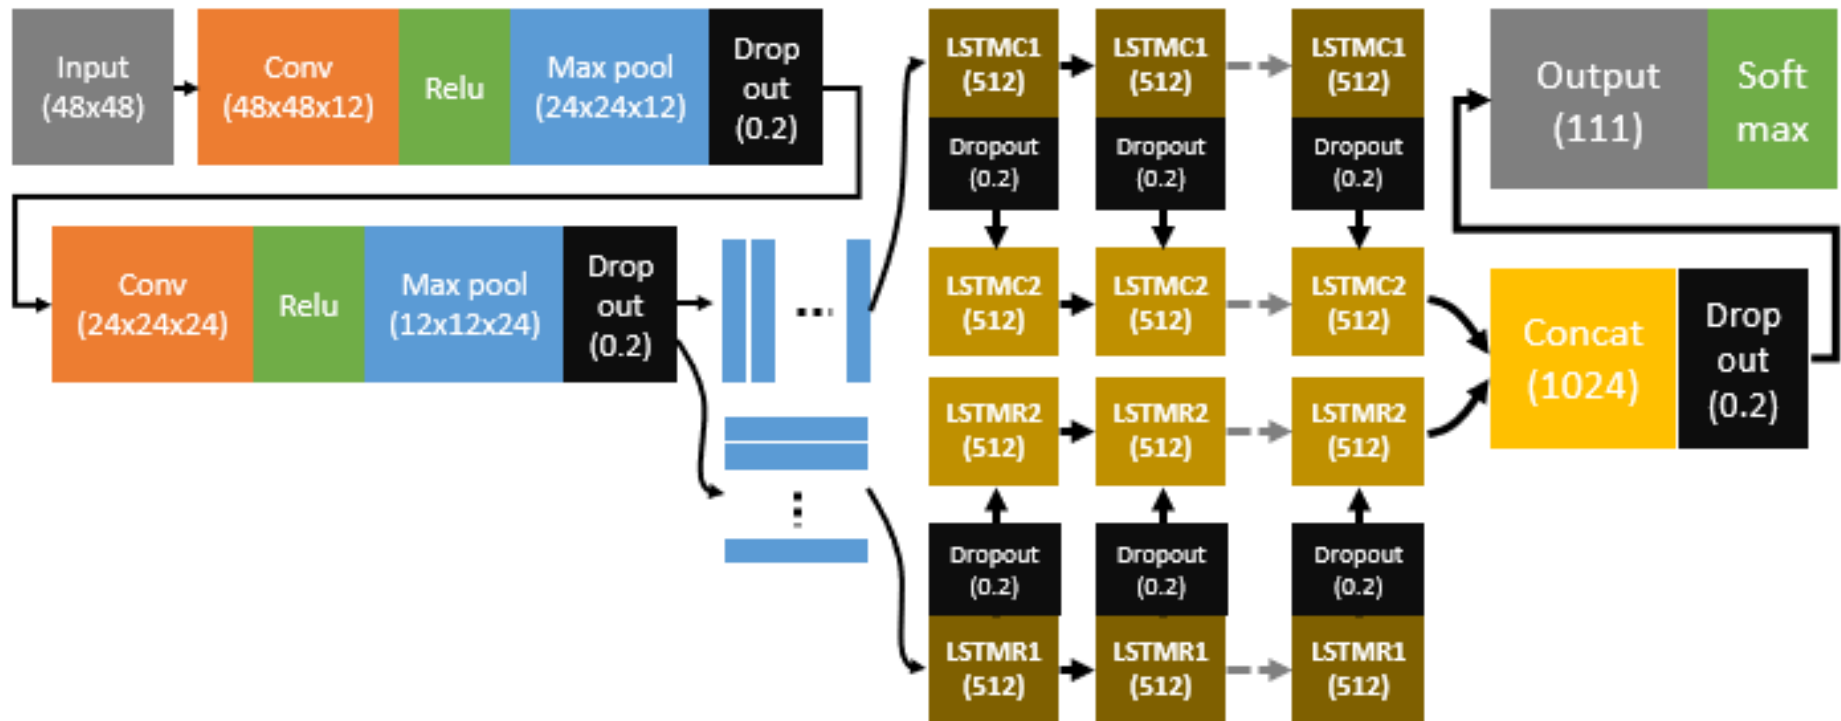 Input
(48x48)
Conv
(48x48x12)
Relu
Max pool
(24x24x12)
Drop
out
(0.2)
Conv
(24x24x24)
Relu
Max pool
(12x12x24)
Drop
out
(0.2)
LSTMC1
(512)
LSTMC1
(512)
LSTMC1
(512)
Dropout
(0.2)
Dropout
(0.2)
Dropout
(0.2)
LSTMC2
(512)
LSTMC2
(512)
LSTMC2
(512)
LSTMR2
(512)
LSTMR2
(512)
LSTMR2
(512)
Dropout
(0.2)
Dropout
(0.2)
Dropout
(0.2)
LSTMR1
(512)
LSTMR1
(512)
LSTMR1
(512)
Concat
(1024)
Drop
out
(0.2)
Output
(111)
Soft
max